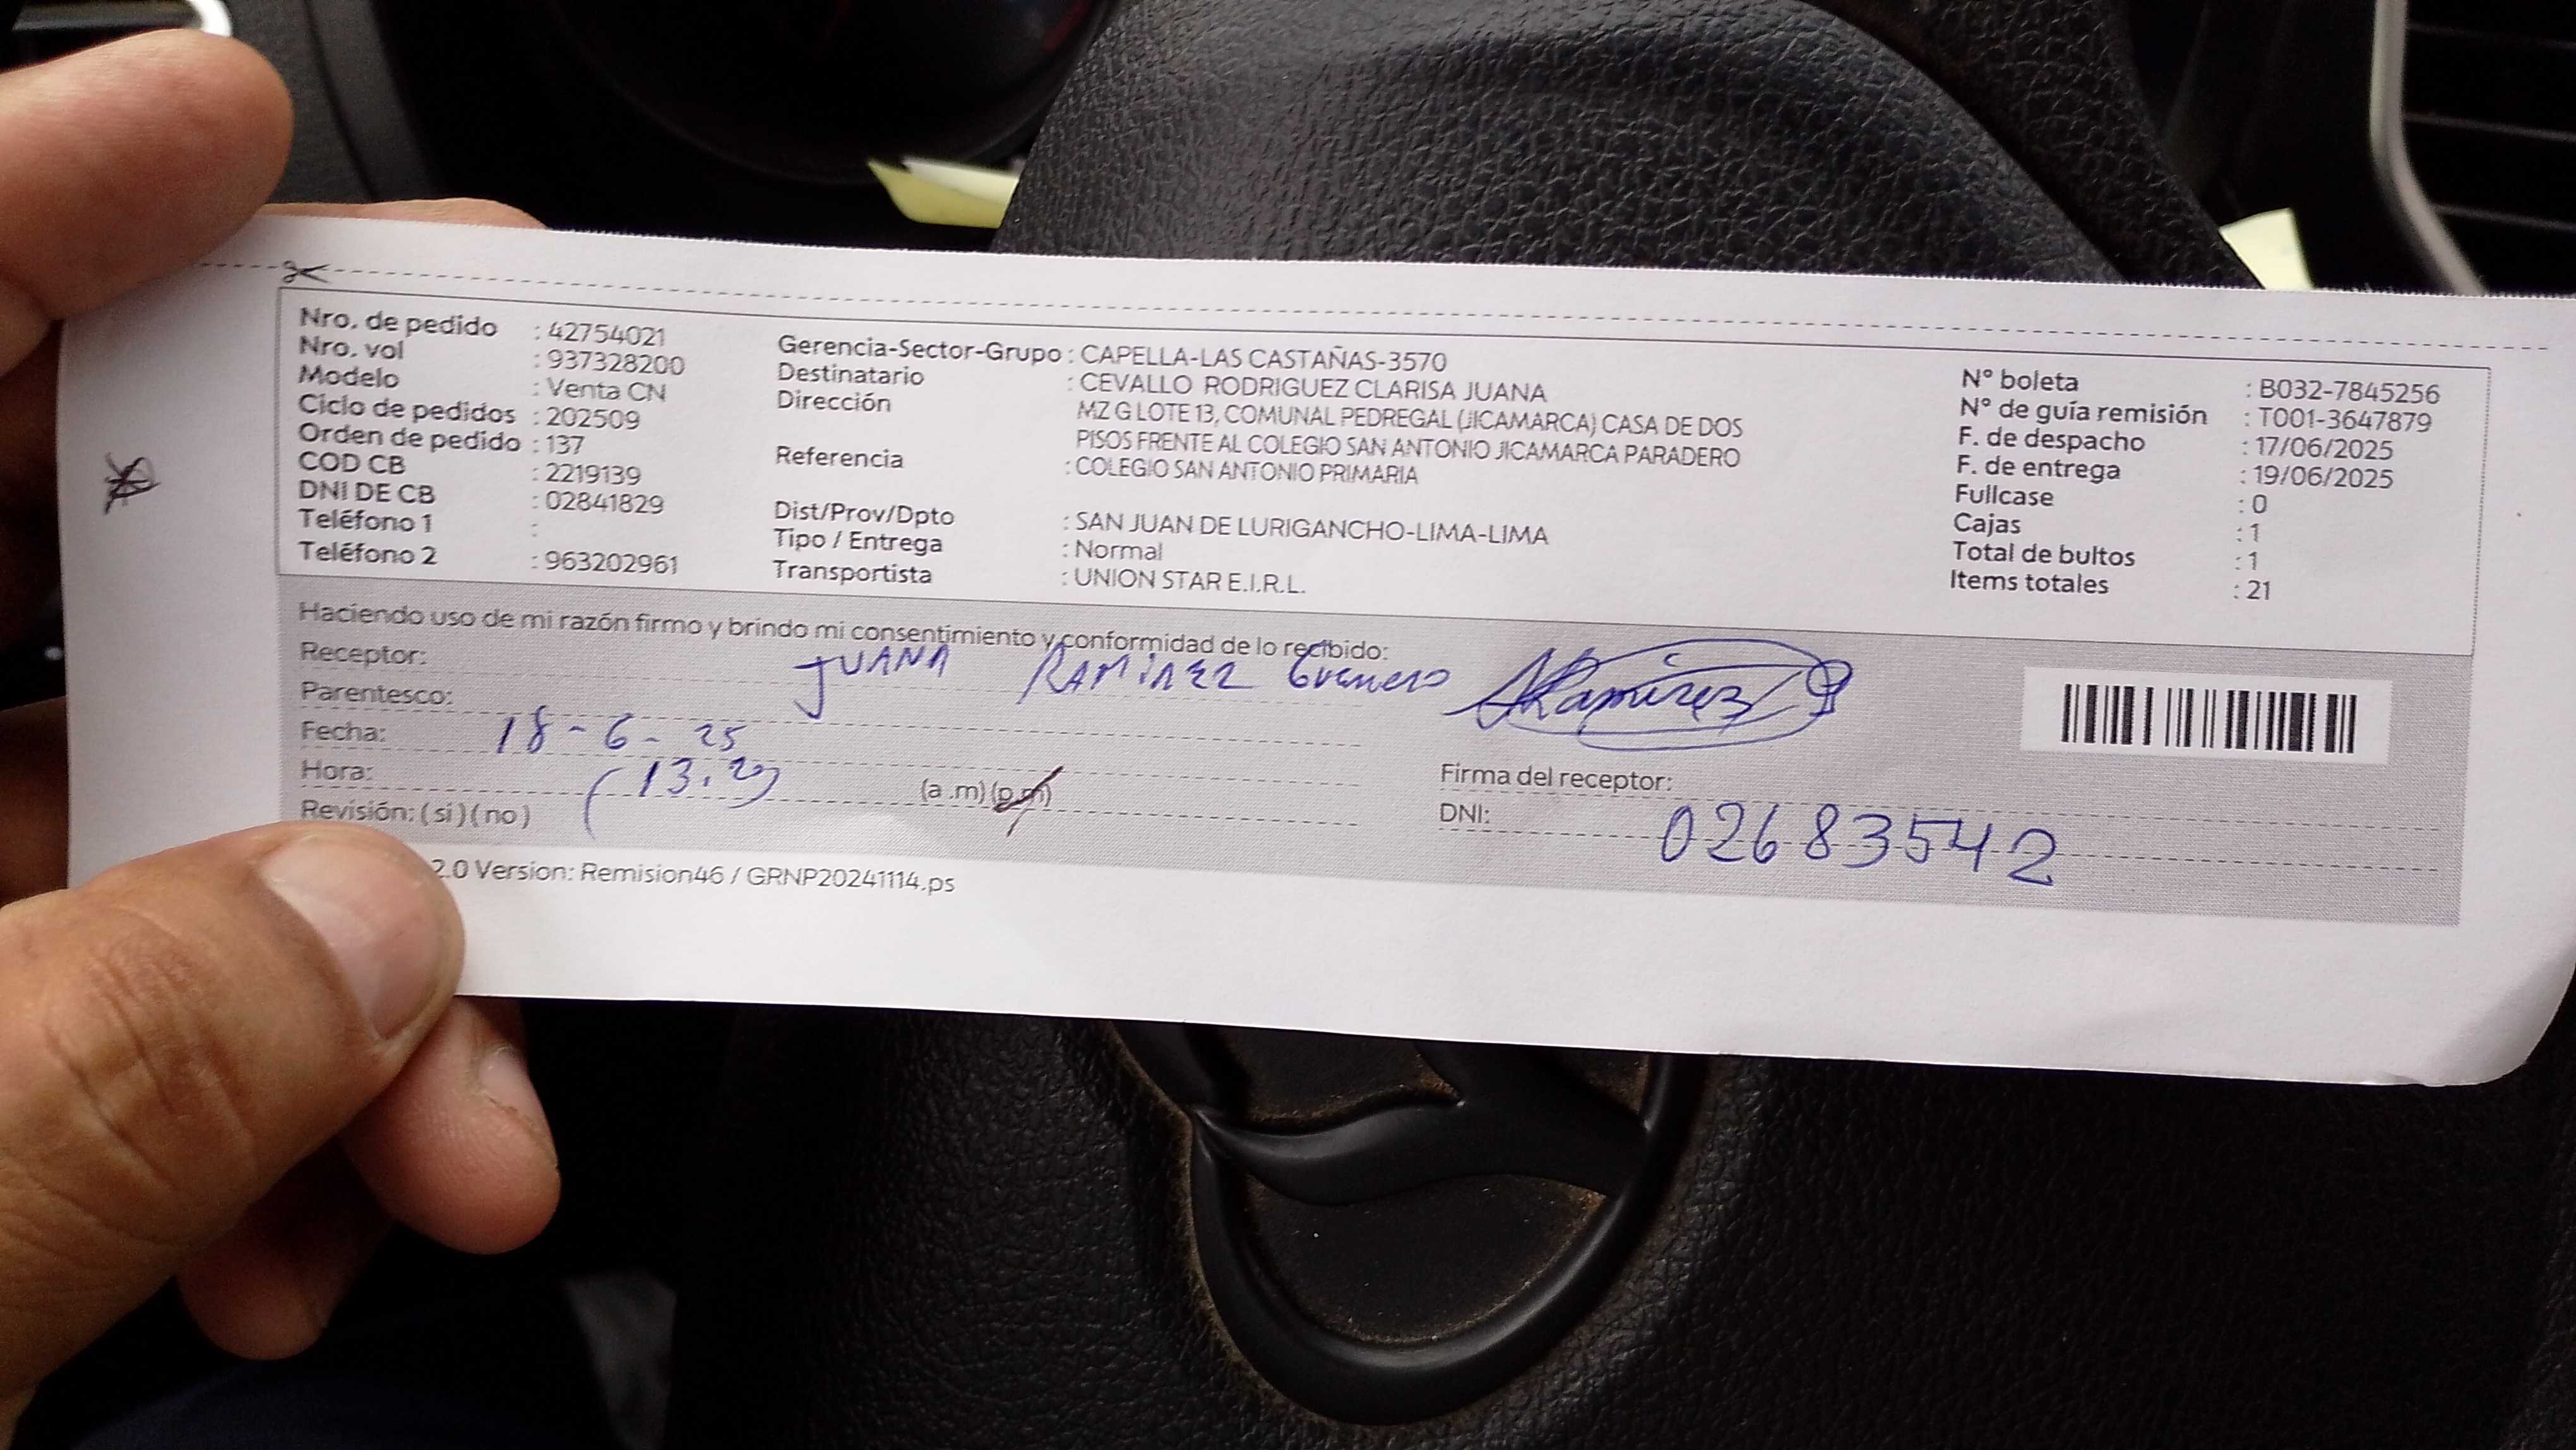 Nro. de pedido : 42754021
Nro. vol : 937328200
Modelo : Venta CN
Ciclo de pedidos : 202509
Orden de pedido : 137
COD CB : 2219139
DNI DE CB : 02841829
Teléfono 1 :
Teléfono 2 : 963202961
Gerencia-Sector-Grupo : CAPELLA-LAS CASTAÑAS-3570
Destinatario : CEVALLO RODRIGUEZ CLARISA JUANA
Dirección MZ G LOTE 13, COMUNAL PEDREGAL (JICAMARCA) CASA DE DOS
PISOS FRENTE AL COLEGIO SAN ANTONIO JICAMARCA PARADERO
Referencia : COLEGIO SAN ANTONIO PRIMARIA
Dist/Prov/Dpto : SAN JUAN DE LURIGANCHO-LIMA-LIMA
Tipo / Entrega : Normal
Transportista : UNION STAR E.I.R.L.
N° boleta : B032-7845256
N° de guía remisión : T001-3647879
F. de despacho : 17/06/2025
F. de entrega : 19/06/2025
Fullcase : 0
Cajas : 1
Total de bultos : 1
Items totales : 21
Haciendo uso de mi razón firmo y brindo mi consentimiento y conformidad de lo recibido:
Receptor: JUANA RAMIREZ Guerrero
Parentesco:
Fecha: 18-6-25
Hora: (13.2 (a .m)(p.m)
Revisión: ( si )( no )
Ramirez
Firma del receptor:
DNI: 02683542
2.0 Version: Remision46 / GRNP20241114.ps